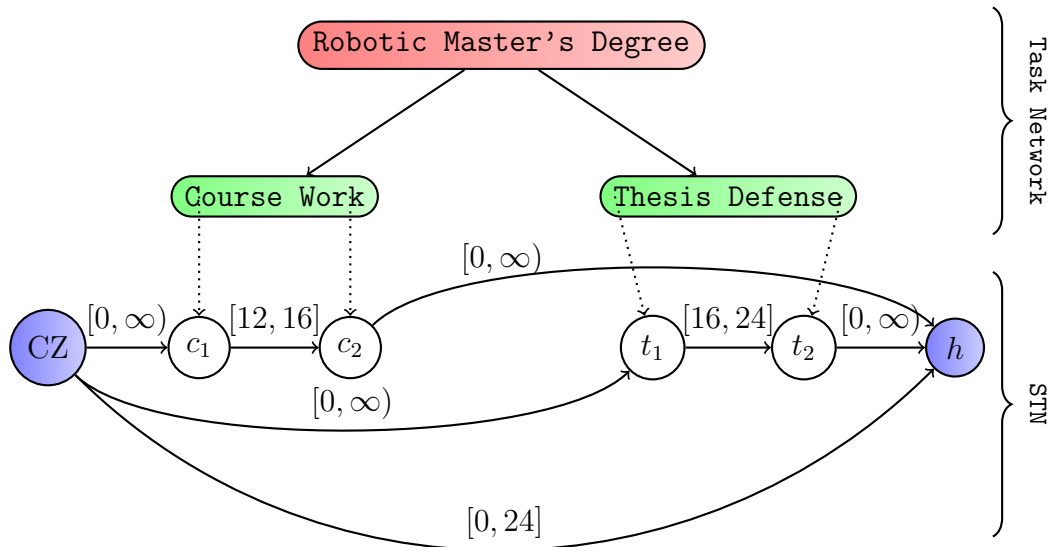 Robotic Master's Degree
Task Network
Course Work
Thesis Defense
[0, ∞)
[0, ∞)
[12, 16]
[16, 24]
[0, ∞)
CZ
c₁
c₂
t₁
t₂
h
[0, ∞)
STN
[0, 24]